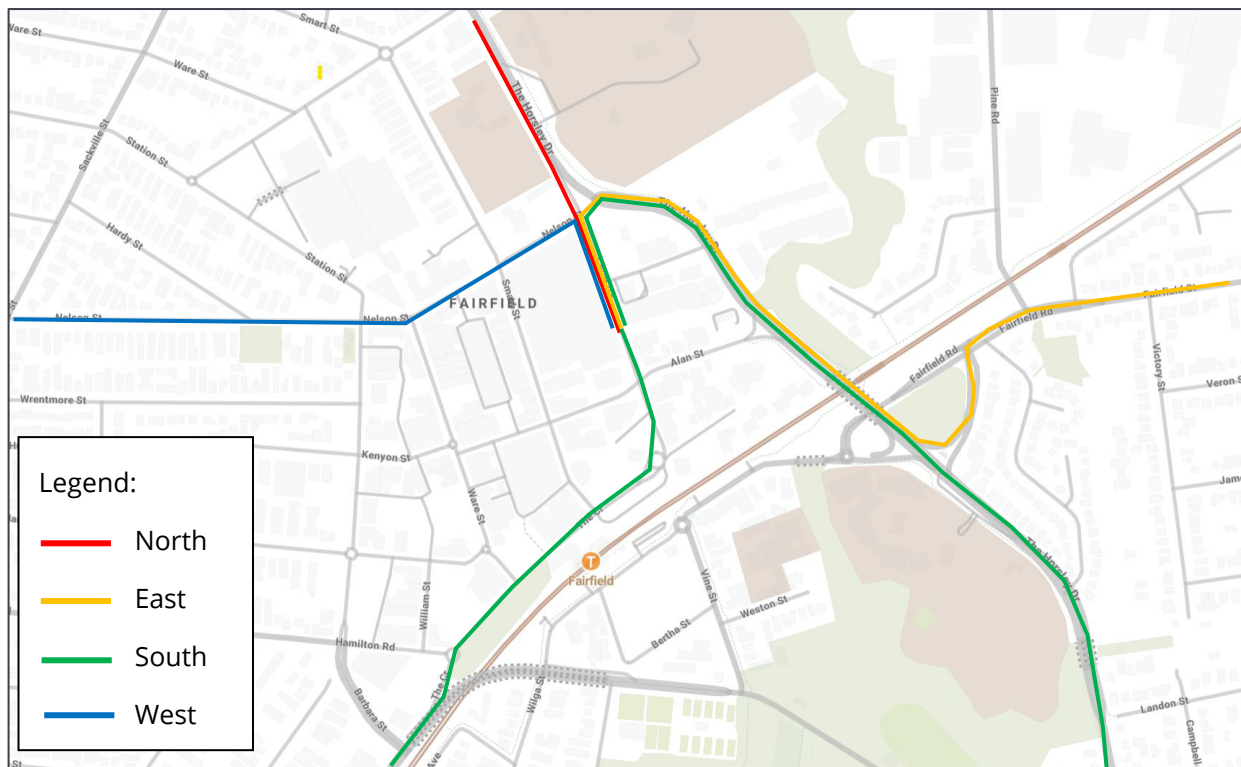 Smart St
Ware St
Ware St
The Horsley Dr
Pine Rd
Sackville St
Station St
Hardy St
Station St
Nelson
FAIRFIELD
Smart St
Nelson St
Nelson St
Fairfield St
Fairfield Rd
Fairfield Rd
Alan St
Victory St
Veron S
Wrentmore St
Kenyon St
Ware St
The Cr
T
Fairfield
Vine St
Weston St
Bertha St
William St
Hamilton Rd
The Cr
Barbara St
Wilga St
Ave
The Horsley Dr
Landon St
Campbell
Legend:
North
East
South
West